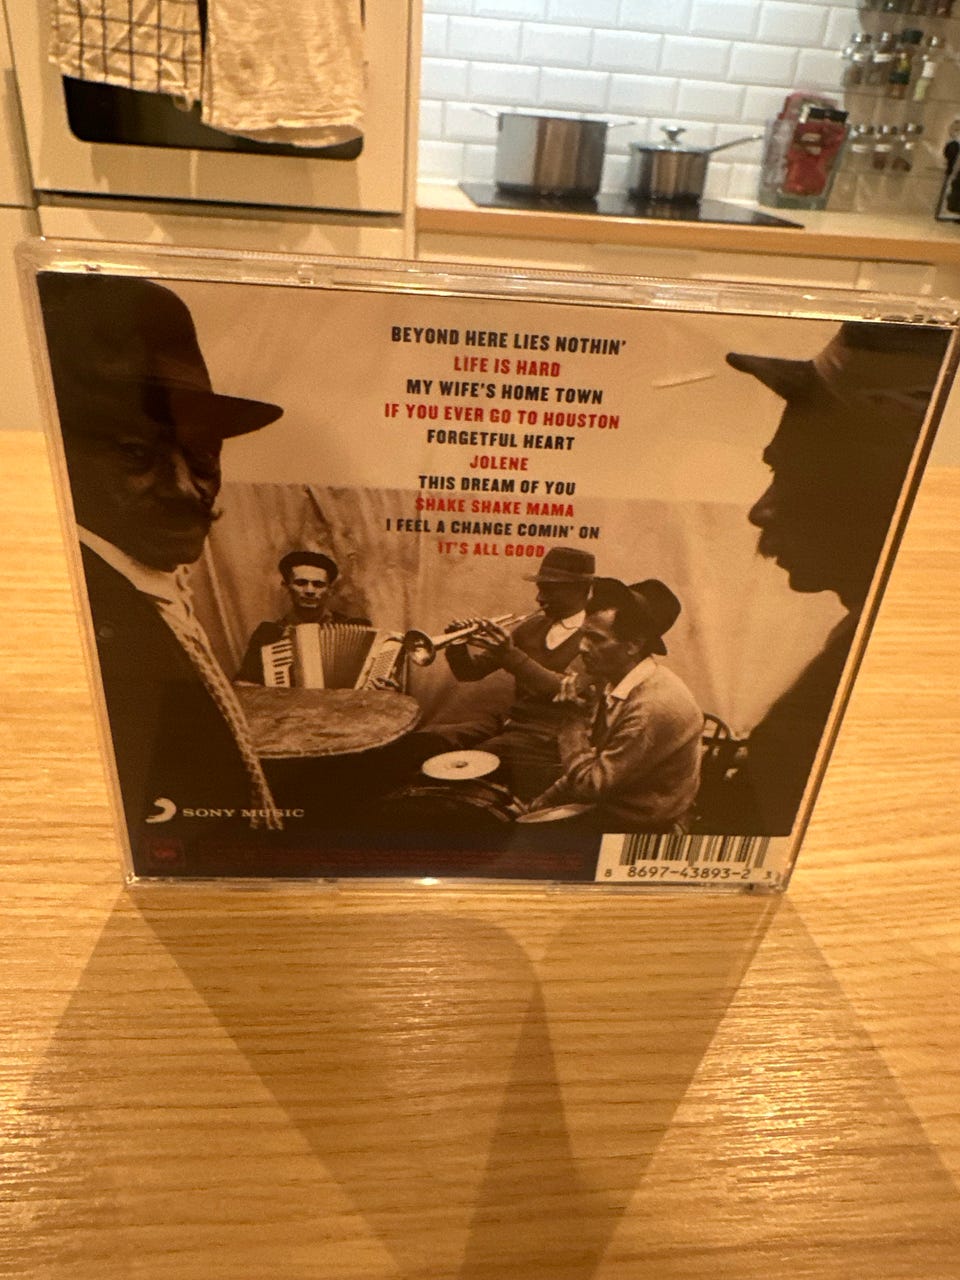 BEYOND HERE LIES NOTHIN'
LIFE IS HARD
MY WIFE'S HOME TOWN
IF YOU EVER GO TO HOUSTON
FORGETFUL HEART
JOLENE
THIS DREAM OF YOU
SHAKE SHAKE MAMA
I FEEL A CHANGE COMIN' ON
IT'S ALL GOOD
SONY MUSIC
8 8697-43893-2 3